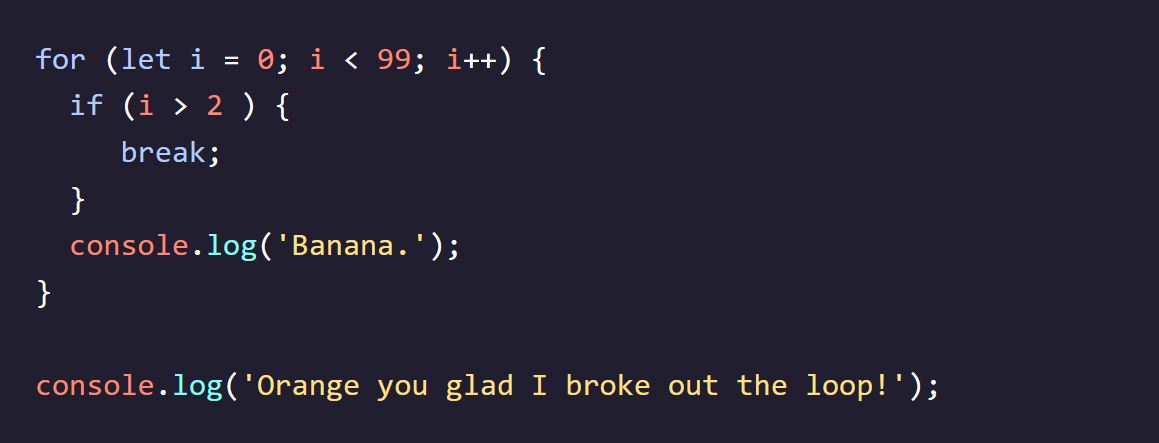 for (let i = 0; i < 99; i++) {
  if (i > 2 ) {
     break;
  }
  console.log('Banana.');
}

console.log('Orange you glad I broke out the loop!');